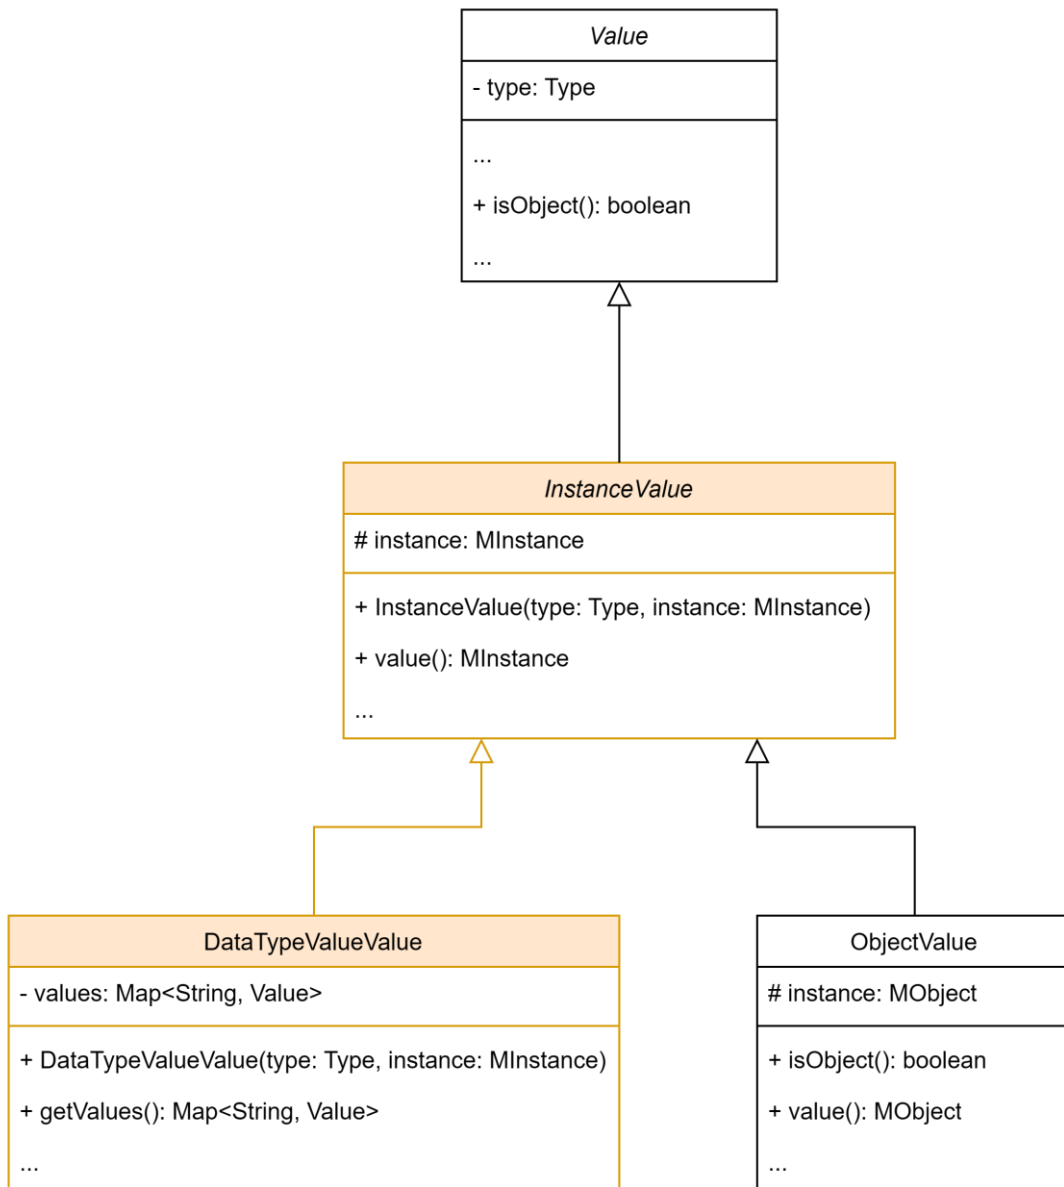 Value
- type: Type
...
+ isObject(): boolean
...
InstanceValue
# instance: MInstance
+ InstanceValue(type: Type, instance: MInstance)
+ value(): MInstance
...
DataTypeValueValue
- values: Map<String, Value>
+ DataTypeValueValue(type: Type, instance: MInstance)
+ getValues(): Map<String, Value>
...
ObjectValue
# instance: MObject
+ isObject(): boolean
+ value(): MObject
...